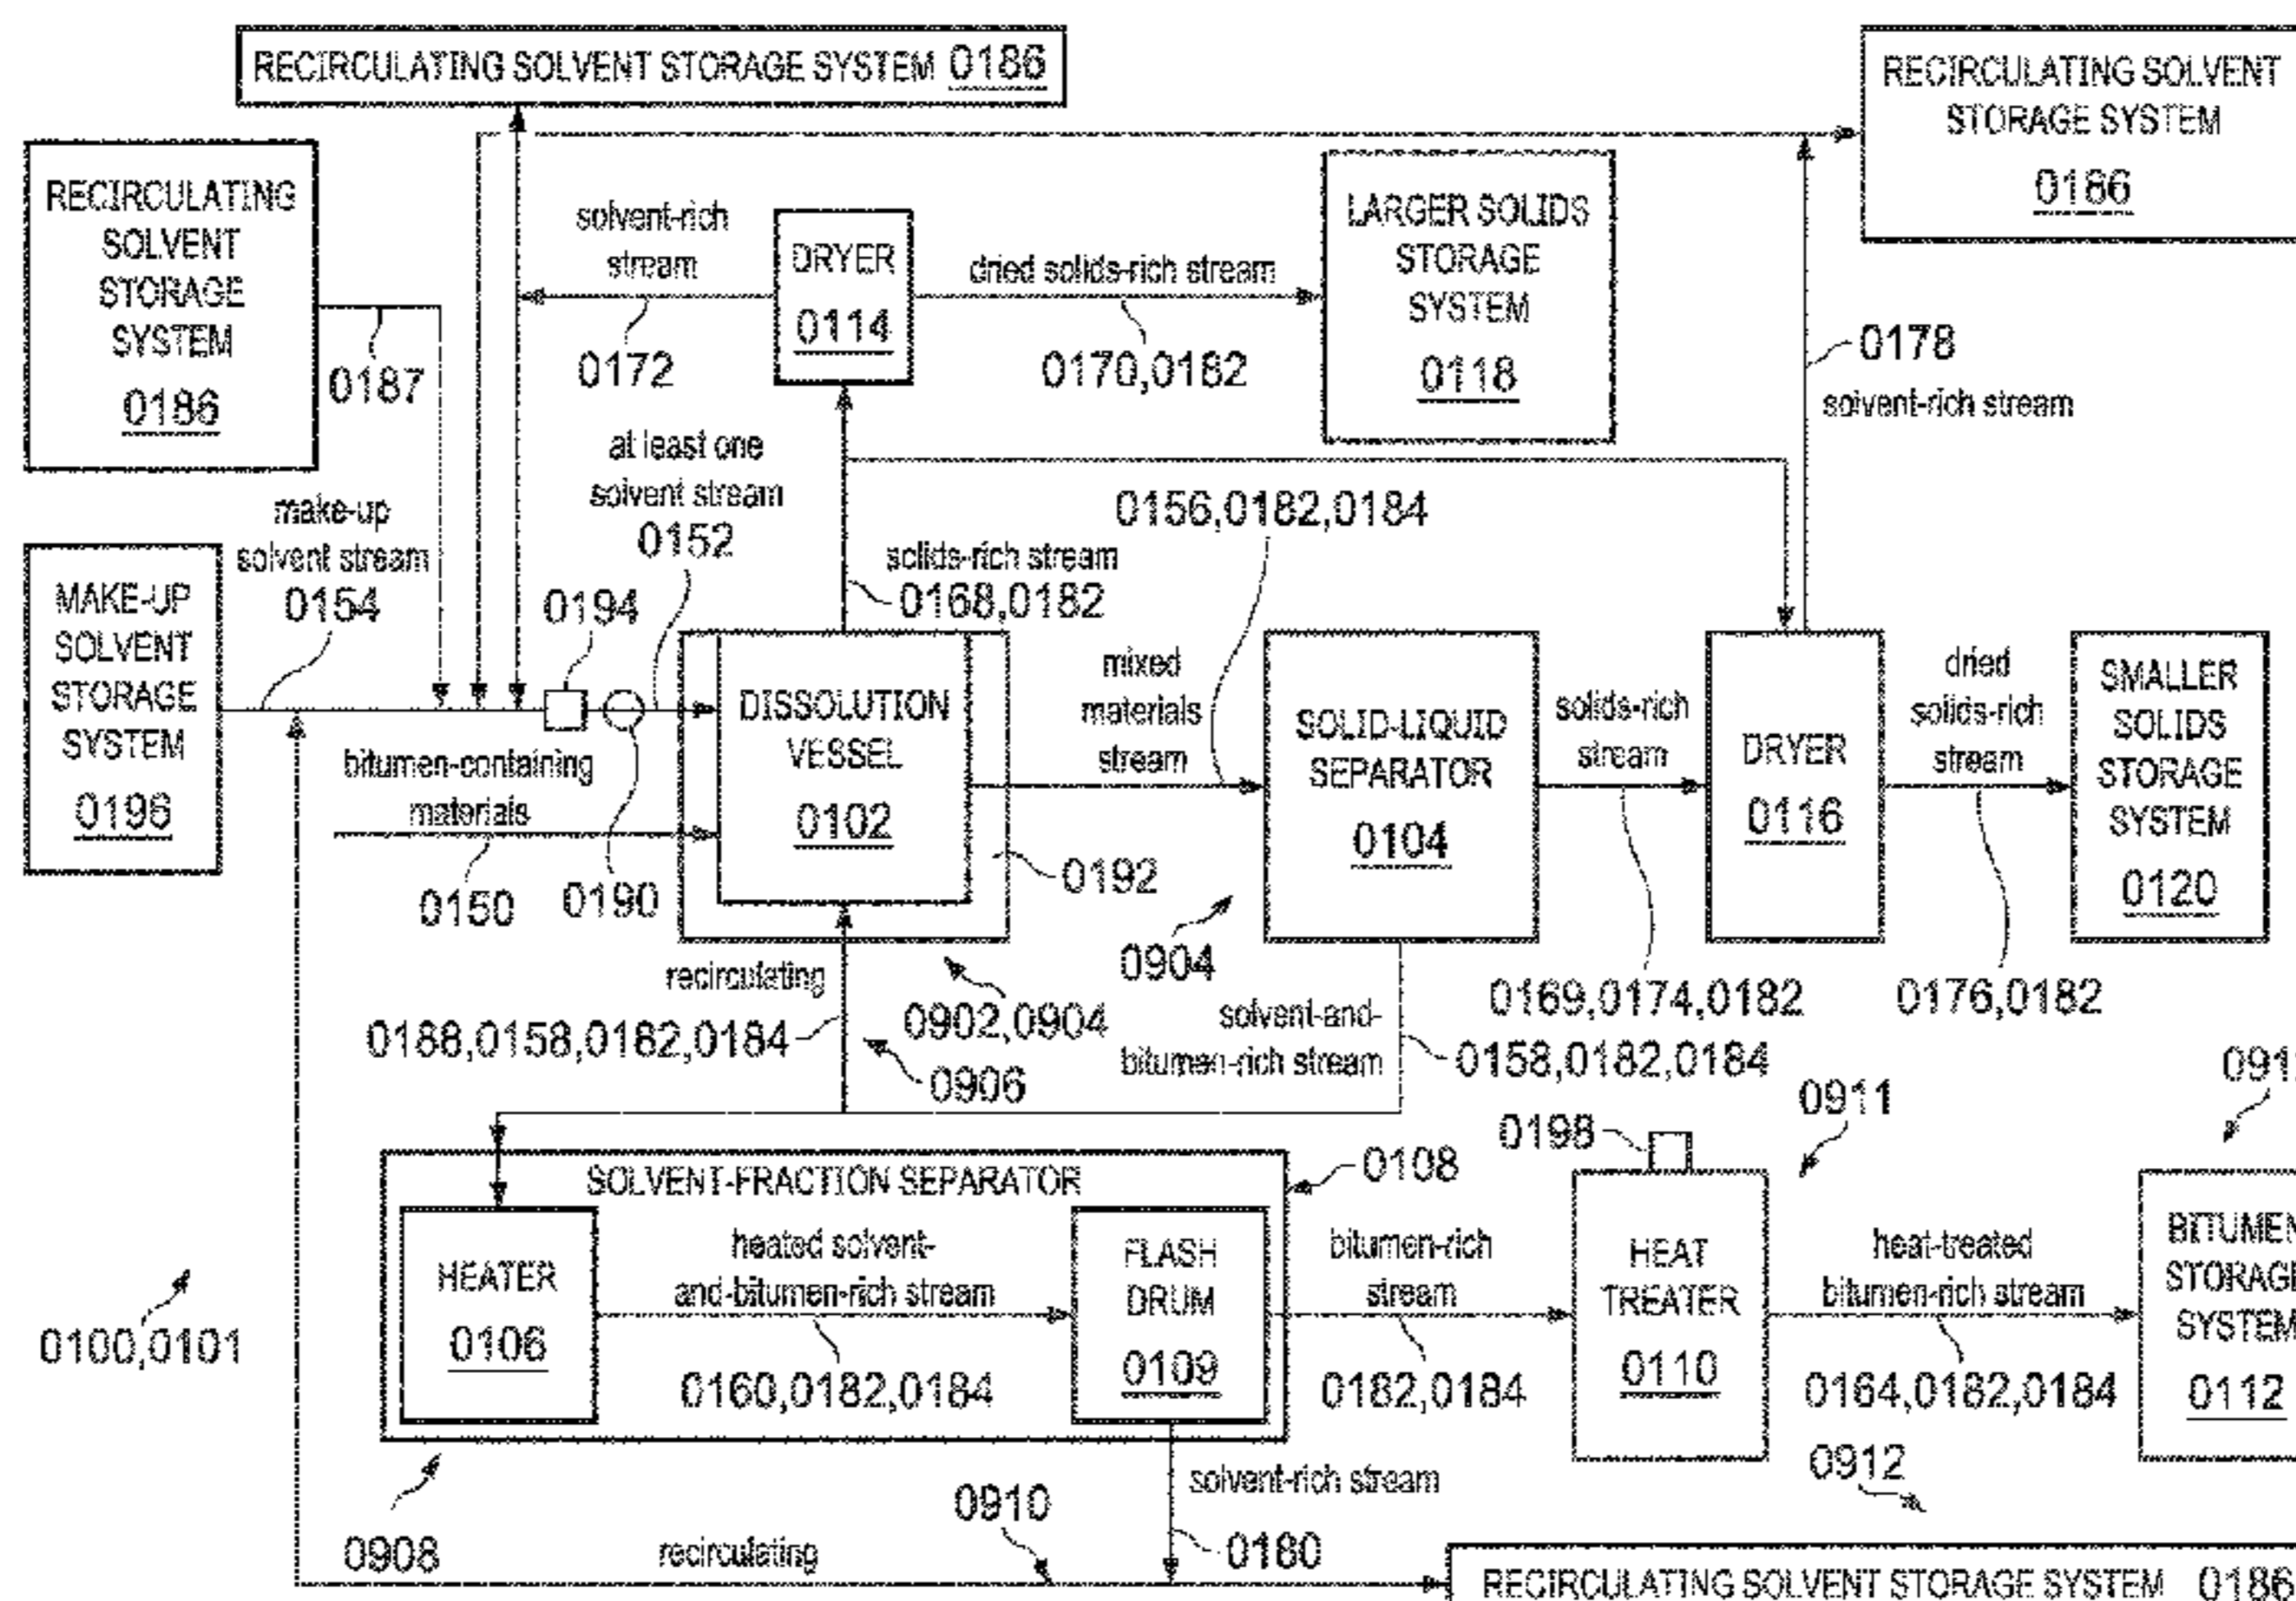 RECIRCULATING SOLVENT STORAGE SYSTEM 0186
RECIRCULATING SOLVENT
STORAGE SYSTEM
0186
RECIRCULATING
SOLVENT
STORAGE
SYSTEM
0186
0187
solvent-rich
stream
0172
DRYER
0114
dried solids-rich stream
0170,0182
LARGER SOLIDS
STORAGE
SYSTEM
0118
0178
solvent-rich stream
make-up
solvent stream
0154
at least one
solvent stream
0152
0156,0182,0184
solids-rich stream
0168,0182
MAKE-UP
SOLVENT
STORAGE
SYSTEM
0196
0194
bitumen-containing
materials
0150
0190
DISSOLUTION
VESSEL
0102
0192
mixed
materials
stream
SOLID-LIQUID
SEPARATOR
0104
0904
solids-rich
stream
0169,0174,0182
DRYER
0116
dried
solids-rich
stream
0176,0182
SMALLER
SOLIDS
STORAGE
SYSTEM
0120
recirculating
0188,0158,0182,0184
0902,0904
0906
solvent-and-
bitumen-rich stream
0158,0182,0184
0911
0198
0108
SOLVENT-FRACTION SEPARATOR
HEATER
0106
heated solvent-
and-bitumen-rich stream
0160,0182,0184
FLASH
DRUM
0109
bitumen-rich
stream
0182,0184
HEAT
TREATER
0110
heat-treated
bitumen-rich stream
0164,0182,0184
BITUMEN
STORAGE
SYSTEM
0112
0100,0101
0908
recirculating
0910
solvent-rich stream
0180
0912
RECIRCULATING SOLVENT STORAGE SYSTEM 0186